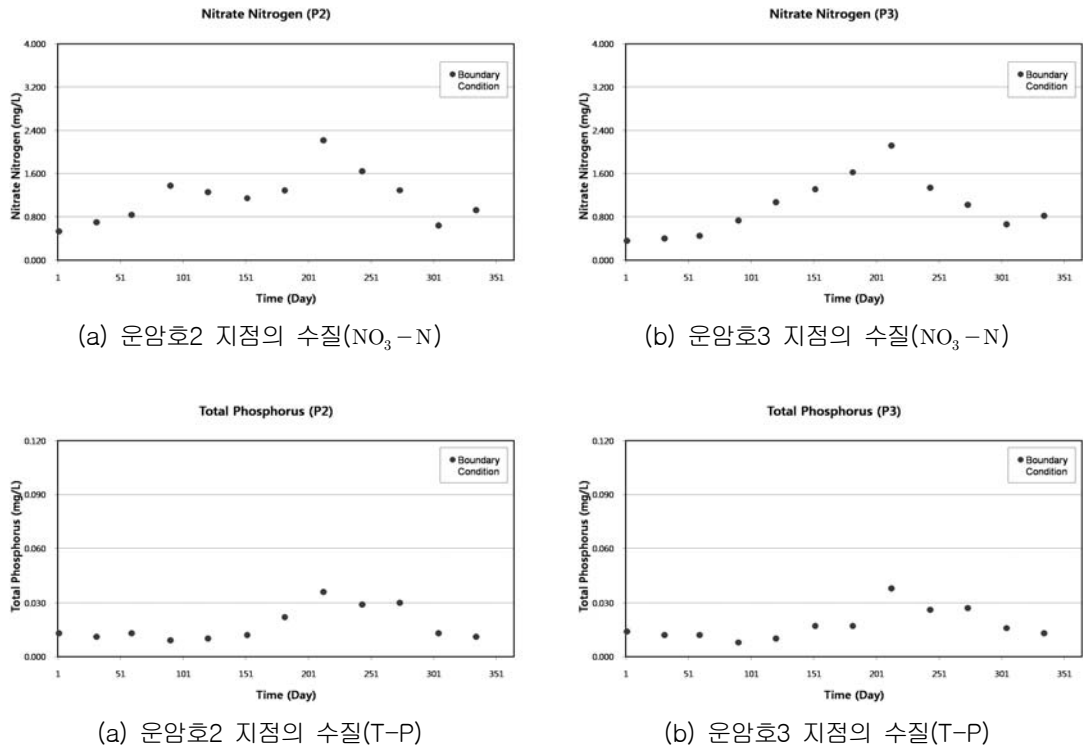 Nitrate Nitrogen (P2)
Nitrate Nitrogen (mg/L)
4.000
3.200
2.400
1.600
0.800
0.000
Boundary
Condition
1 51 101 151 201 251 301 351
Time (Day)
(a) 운암호2 지점의 수질(NO₃－N)
Nitrate Nitrogen (P3)
Nitrate Nitrogen (mg/L)
4.000
3.200
2.400
1.600
0.800
0.000
Boundary
Condition
1 51 101 151 201 251 301 351
Time (Day)
(b) 운암호3 지점의 수질(NO₃－N)
Total Phosphorus (P2)
Total Phosphorus (mg/L)
0.120
0.090
0.060
0.030
0.000
Boundary
Condition
1 51 101 151 201 251 301 351
Time (Day)
(a) 운암호2 지점의 수질(T-P)
Total Phosphorus (P3)
Total Phosphorus (mg/L)
0.120
0.090
0.060
0.030
0.000
Boundary
Condition
1 51 101 151 201 251 301 351
Time (Day)
(b) 운암호3 지점의 수질(T-P)